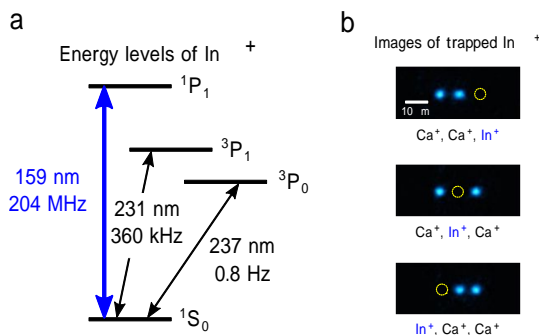 a
Energy levels of In +
1P1
3P1
3P0
159 nm
204 MHz
231 nm
360 kHz
237 nm
0.8 Hz
1S0
b
Images of trapped In +
10 m
Ca+, Ca+, In+
Ca+, In+, Ca+
In+, Ca+, Ca+